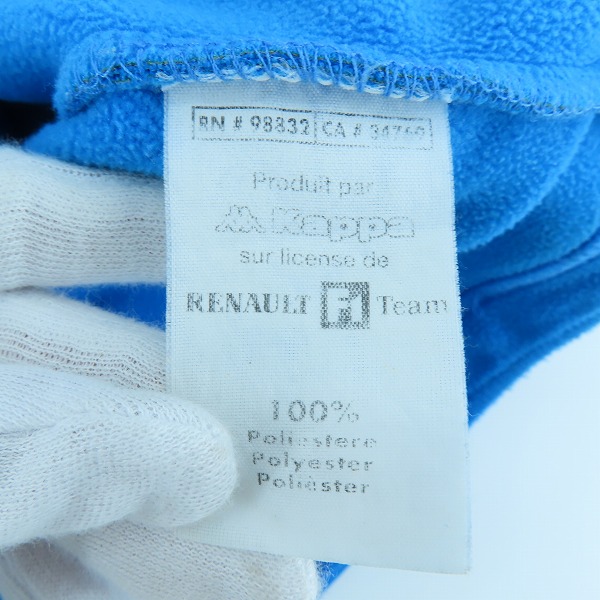 RN # 98832 CA # 34760
Produit par
Kappa
sur license de
RENAULT F1 Team
100%
Poliestere
Polyester
Poliéster